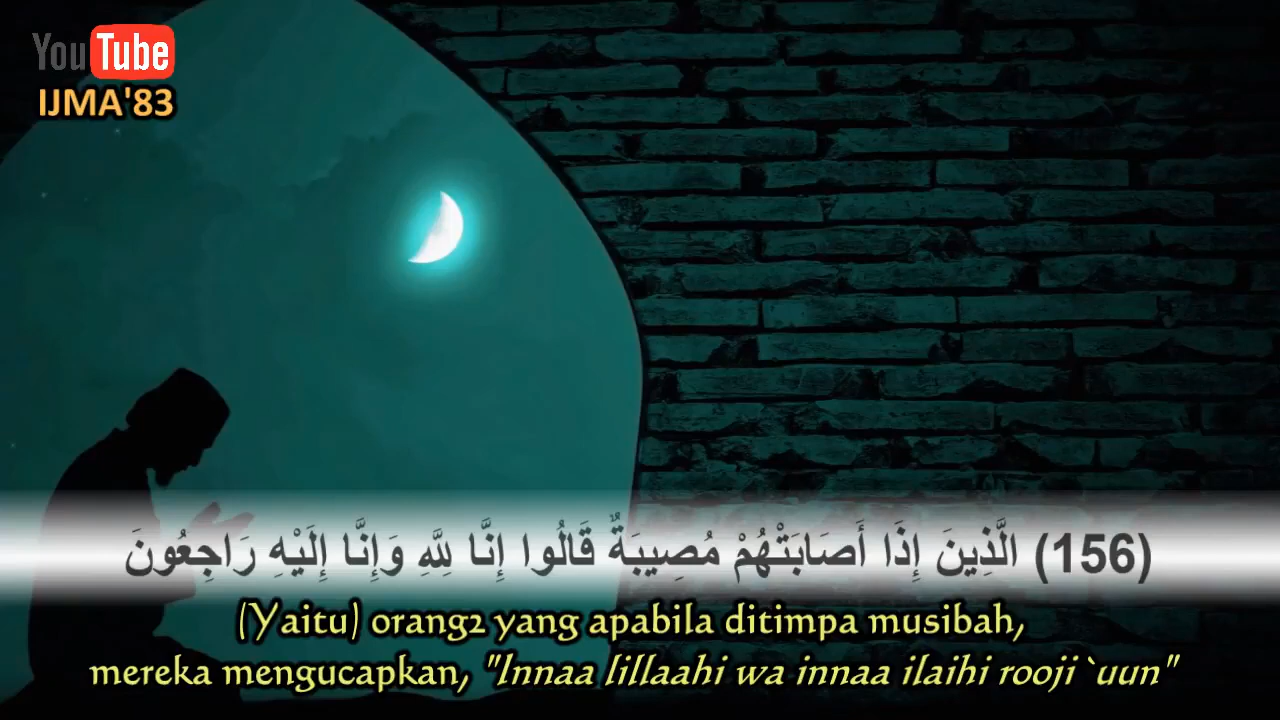 YouTube
IJMA'83
(156) الَّذِينَ إِذَا أَصَابَتْهُمْ مُصِيبَةٌ قَالُوا إِنَّا لِلَّهِ وَإِنَّا إِلَيْهِ رَاجِعُونَ
(Yaitu) orang2 yang apabila ditimpa musibah,
mereka mengucapkan, "Innaa lillaahi wa innaa ilaihi rooji`uun"